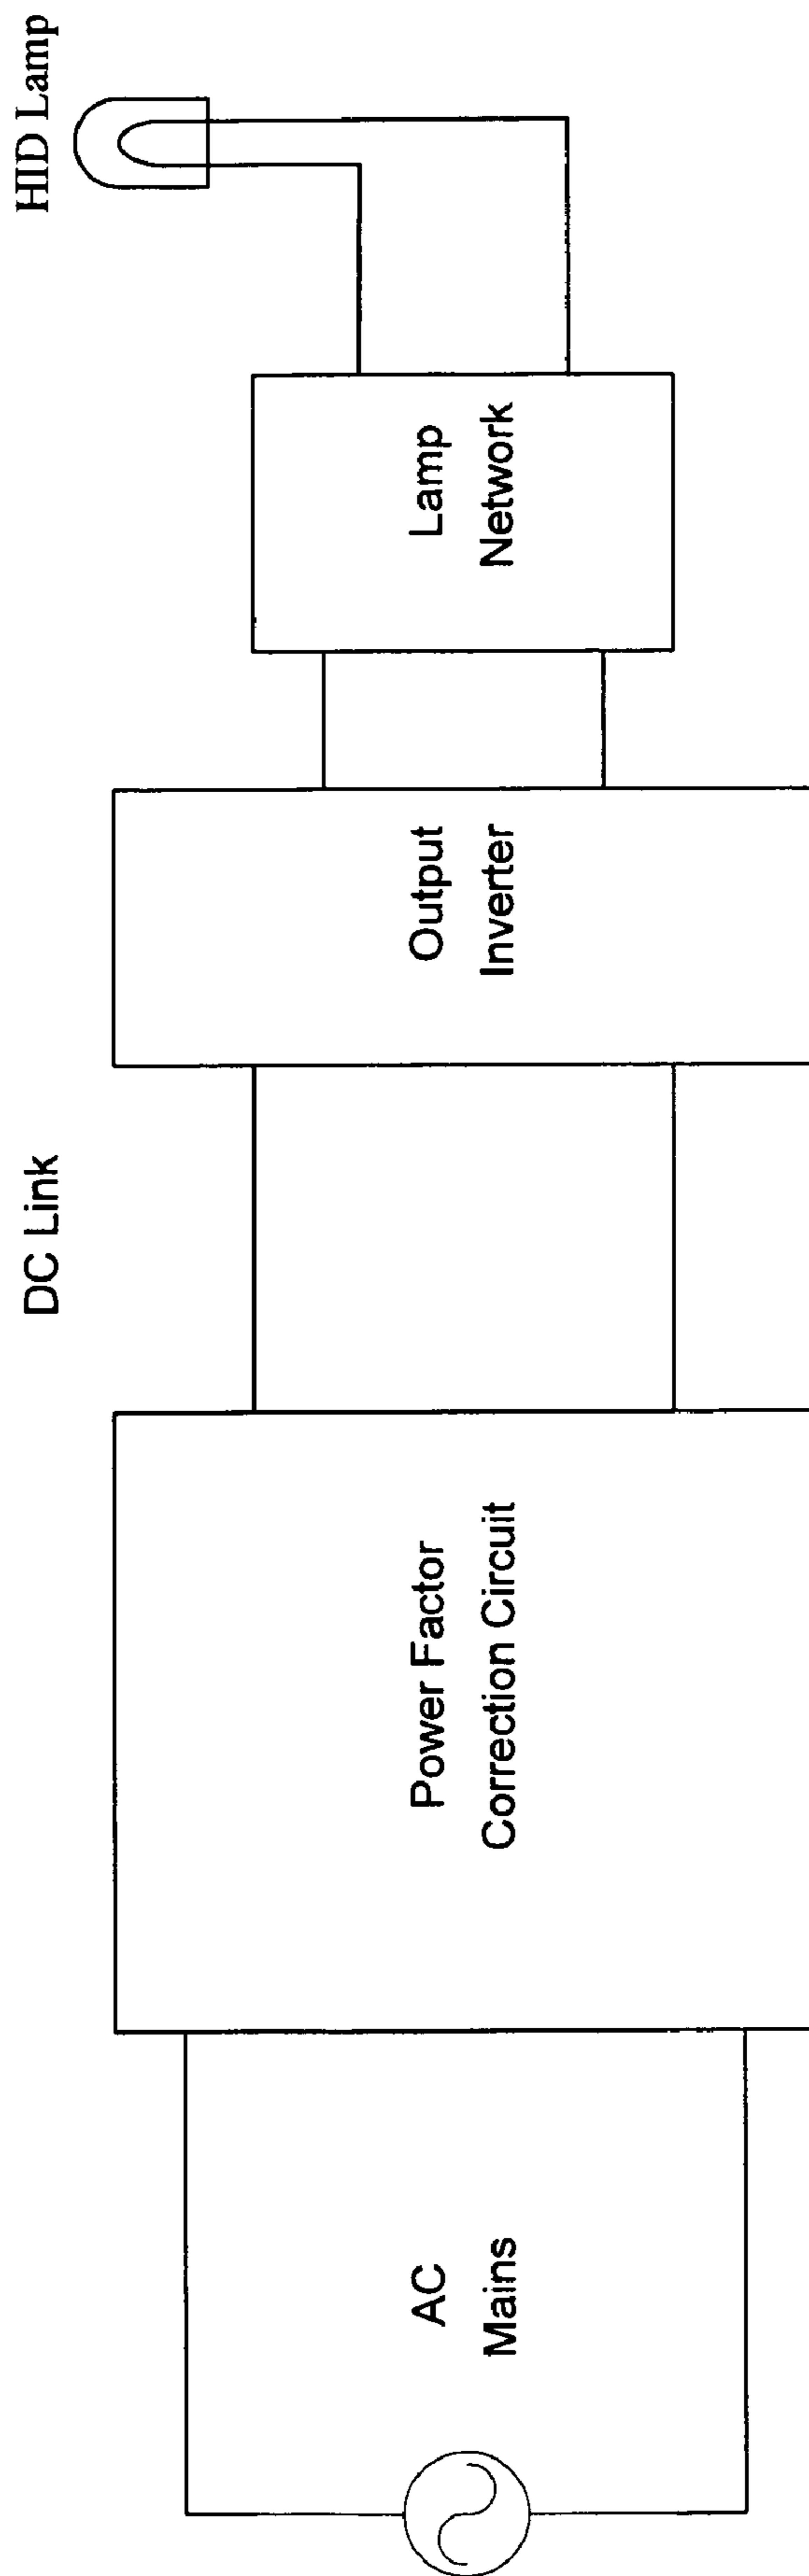 AC
Mains
Power Factor
Correction Circuit
DC Link
Output
Inverter
Lamp
Network
HID Lamp